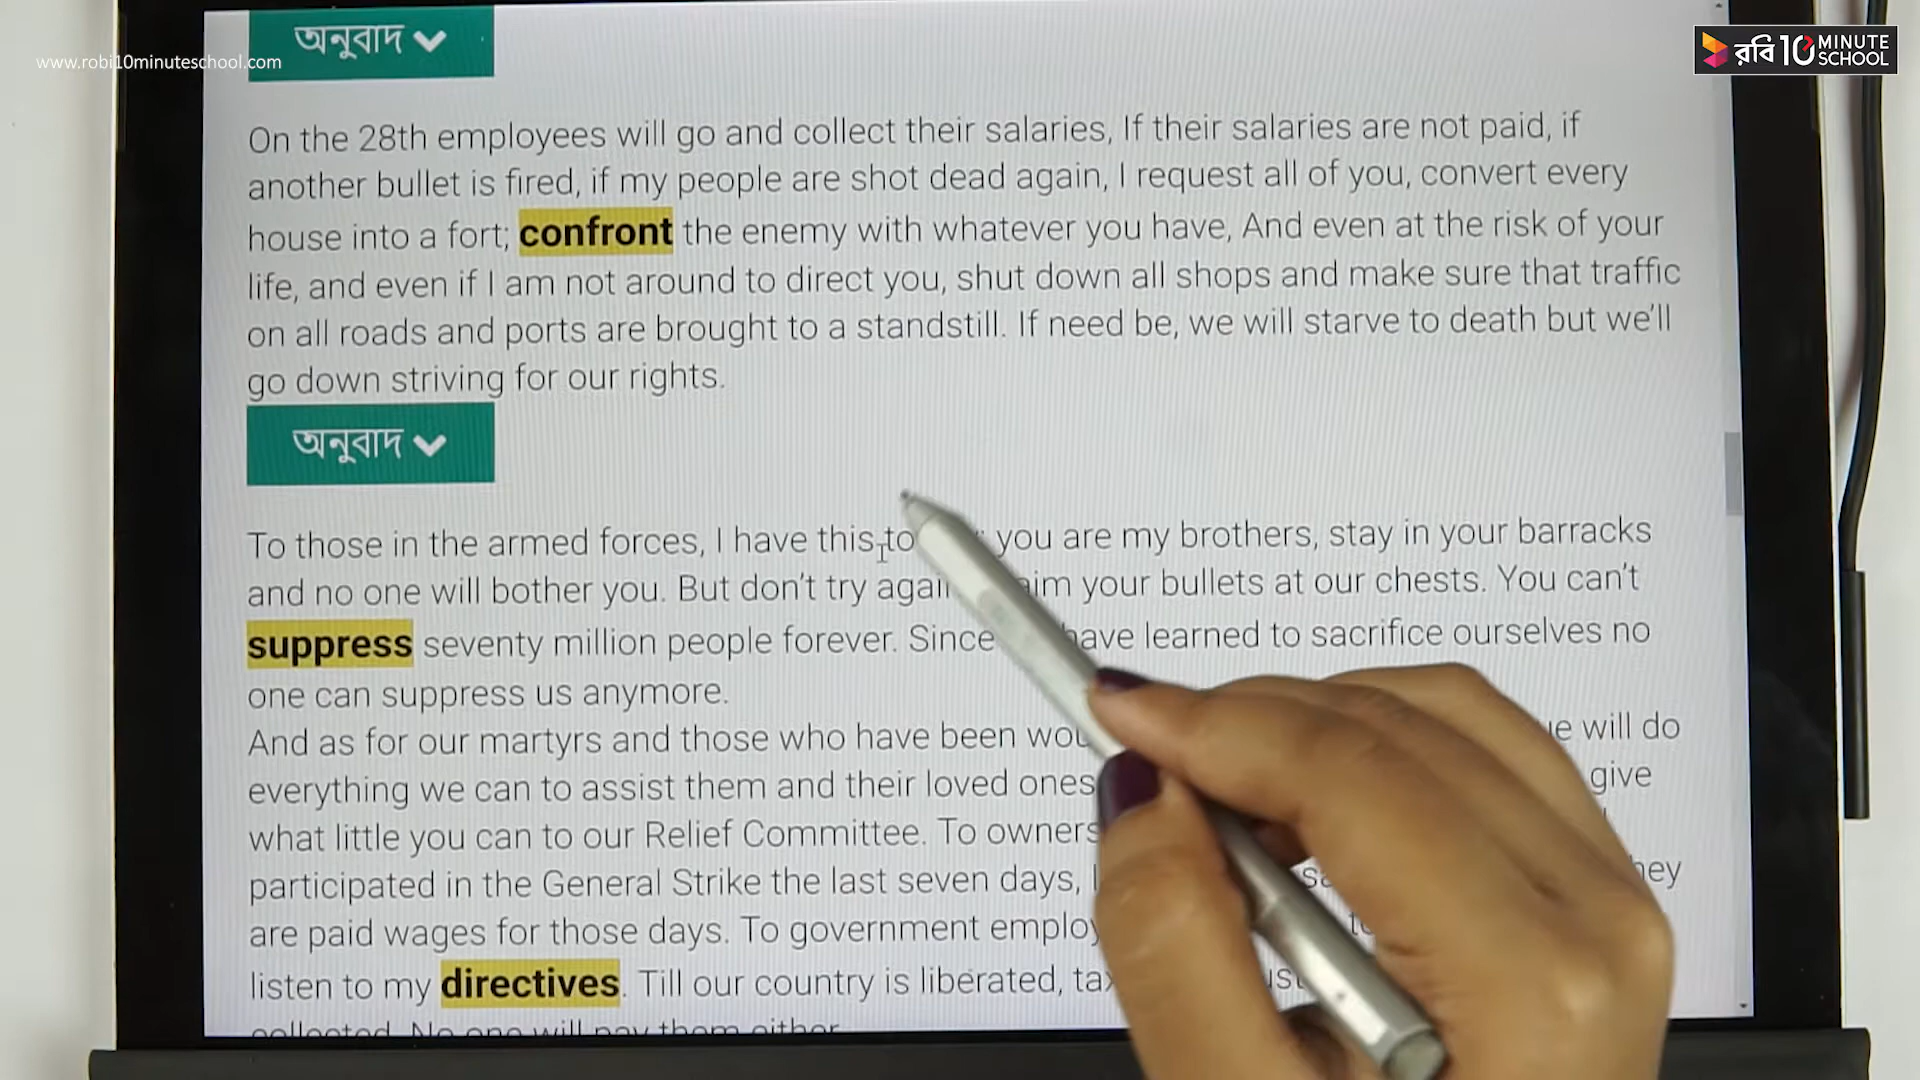 www.robi10minuteschool.com
রবি 10 MINUTE SCHOOL
অনুবাদ
On the 28th employees will go and collect their salaries, If their salaries are not paid, if
another bullet is fired, if my people are shot dead again, I request all of you, convert every
house into a fort; confront the enemy with whatever you have, And even at the risk of your
life, and even if I am not around to direct you, shut down all shops and make sure that traffic
on all roads and ports are brought to a standstill. If need be, we will starve to death but we'll
go down striving for our rights.
অনুবাদ
To those in the armed forces, I have this to you are my brothers, stay in your barracks
and no one will bother you. But don't try your bullets at our chests. You can't
suppress seventy million people forever. Since have learned to sacrifice ourselves no
one can suppress us anymore.
And as for our martyrs and those who have been will do
everything we can to assist them and their loved ones give
what little you can to our Relief Committee. To owners
participated in the General Strike the last seven days,
are paid wages for those days. To government
listen to my directives. Till our country is liberated,
collected. No one will pay them either